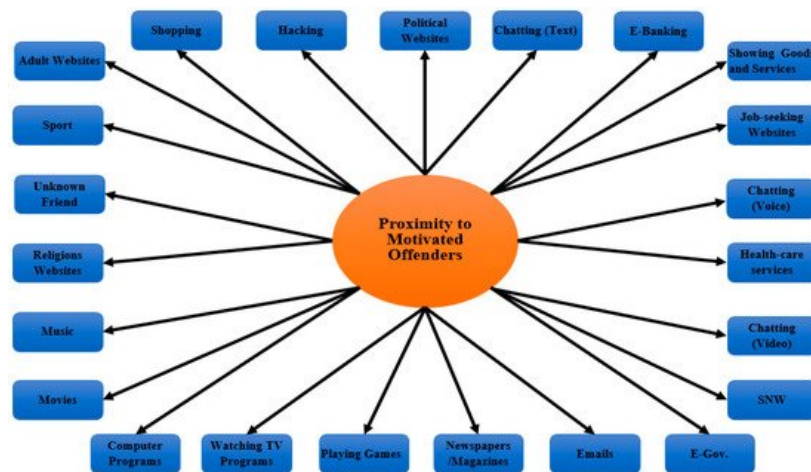 Shopping
Hacking
Political
Websites
Chatting (Text)
E-Banking
Adult Websites
Showing Goods
and Services
Sport
Job-seeking
Websites
Unknown
Friend
Chatting
(Voice)
Proximity to
Motivated
Offenders
Religions
Websites
Health-care
services
Music
Chatting
(Video)
Movies
SNW
Computer
Programs
Watching TV
Programs
Playing Games
Newspapers
/Magazines
Emails
E-Gov.